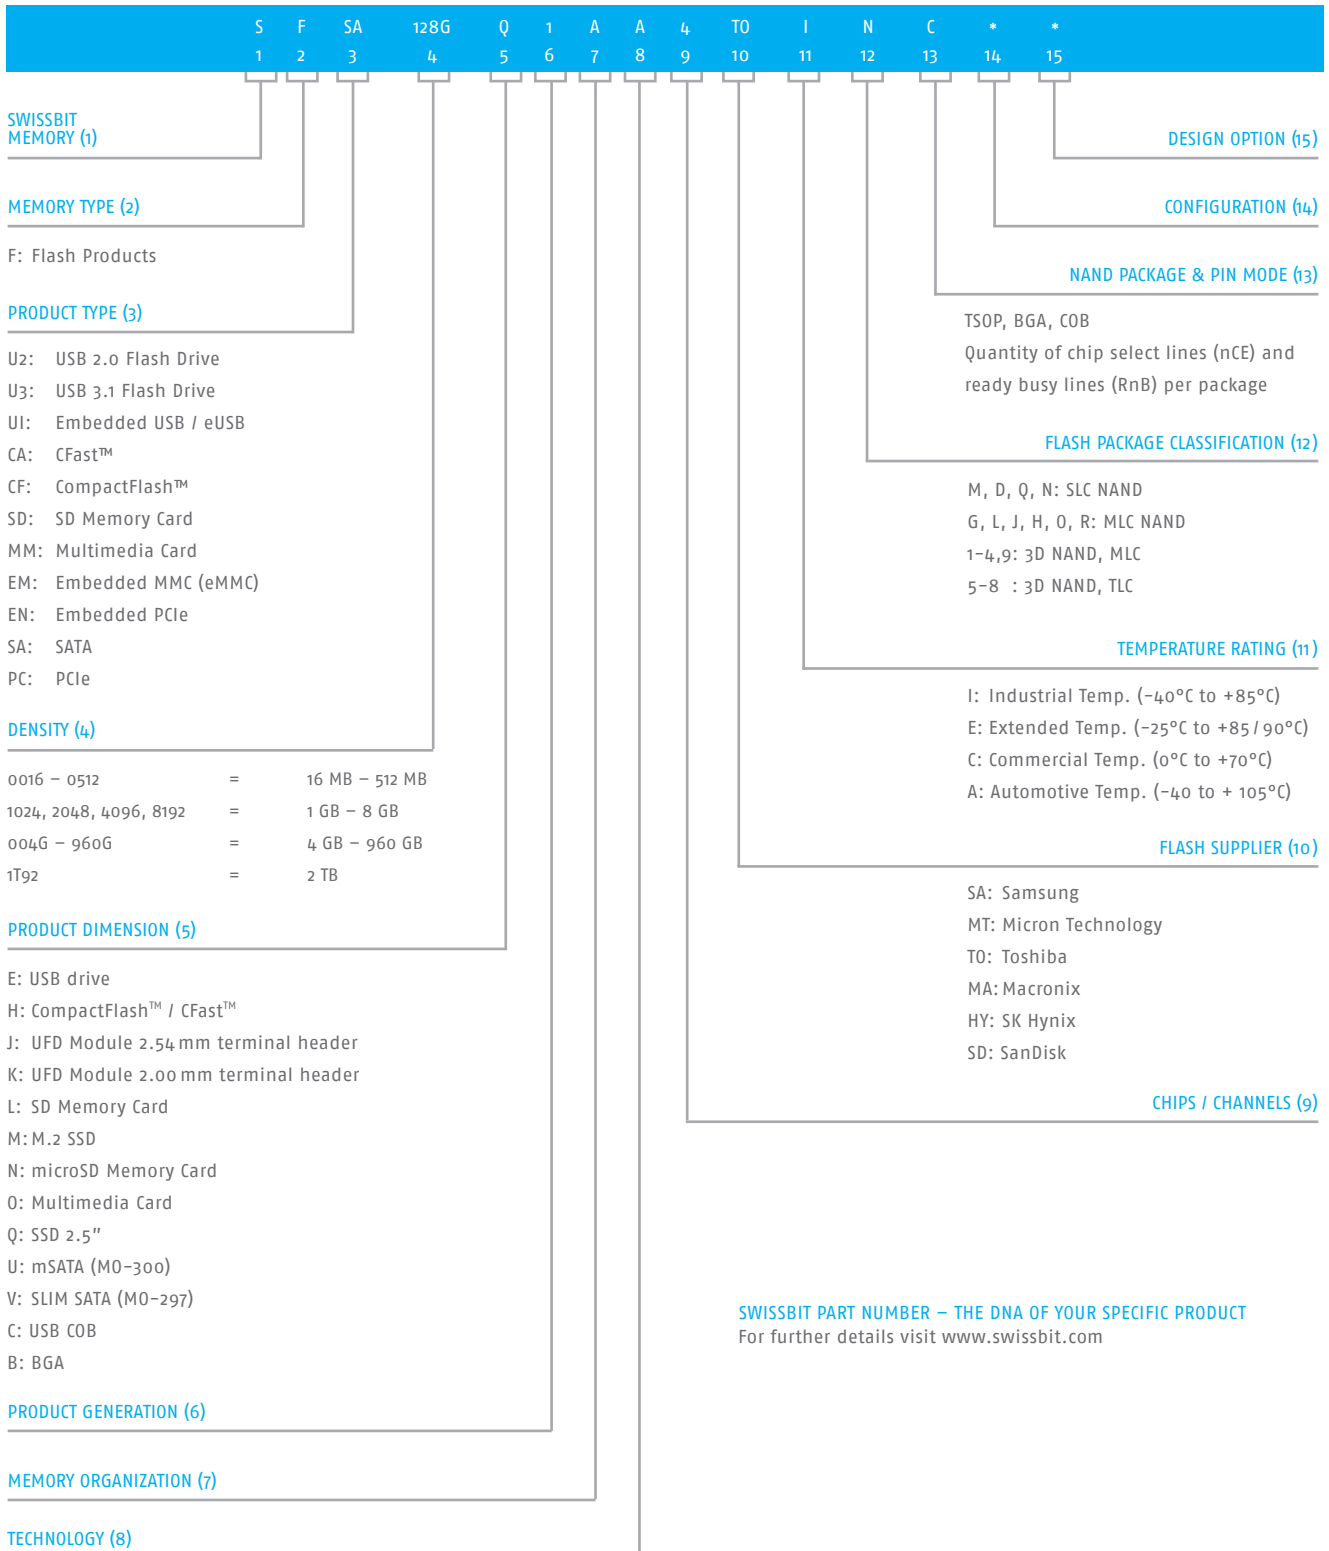 S F SA 128G Q 1 A A 4 TO I N C * *
1 2 3 4 5 6 7 8 9 10 11 12 13 14 15
SWISSBIT
MEMORY (1)
MEMORY TYPE (2)
F: Flash Products
PRODUCT TYPE (3)
U2: USB 2.0 Flash Drive
U3: USB 3.1 Flash Drive
UI: Embedded USB / eUSB
CA: CFast™
CF: CompactFlash™
SD: SD Memory Card
MM: Multimedia Card
EM: Embedded MMC (eMMC)
EN: Embedded PCIe
SA: SATA
PC: PCIe
DENSITY (4)
0016 – 0512 = 16 MB – 512 MB
1024, 2048, 4096, 8192 = 1 GB – 8 GB
004G – 960G = 4 GB – 960 GB
1T92 = 2 TB
PRODUCT DIMENSION (5)
E: USB drive
H: CompactFlash™ / CFast™
J: UFD Module 2.54 mm terminal header
K: UFD Module 2.00 mm terminal header
L: SD Memory Card
M: M.2 SSD
N: microSD Memory Card
O: Multimedia Card
Q: SSD 2.5"
U: mSATA (MO-300)
V: SLIM SATA (MO-297)
C: USB COB
B: BGA
PRODUCT GENERATION (6)
MEMORY ORGANIZATION (7)
TECHNOLOGY (8)
DESIGN OPTION (15)
CONFIGURATION (14)
NAND PACKAGE & PIN MODE (13)
TSOP, BGA, COB
Quantity of chip select lines (nCE) and
ready busy lines (RnB) per package
FLASH PACKAGE CLASSIFICATION (12)
M, D, Q, N: SLC NAND
G, L, J, H, O, R: MLC NAND
1-4,9: 3D NAND, MLC
5-8 : 3D NAND, TLC
TEMPERATURE RATING (11)
I: Industrial Temp. (-40°C to +85°C)
E: Extended Temp. (-25°C to +85 / 90°C)
C: Commercial Temp. (0°C to +70°C)
A: Automotive Temp. (-40 to + 105°C)
FLASH SUPPLIER (10)
SA: Samsung
MT: Micron Technology
TO: Toshiba
MA: Macronix
HY: SK Hynix
SD: SanDisk
CHIPS / CHANNELS (9)
SWISSBIT PART NUMBER – THE DNA OF YOUR SPECIFIC PRODUCT
For further details visit www.swissbit.com